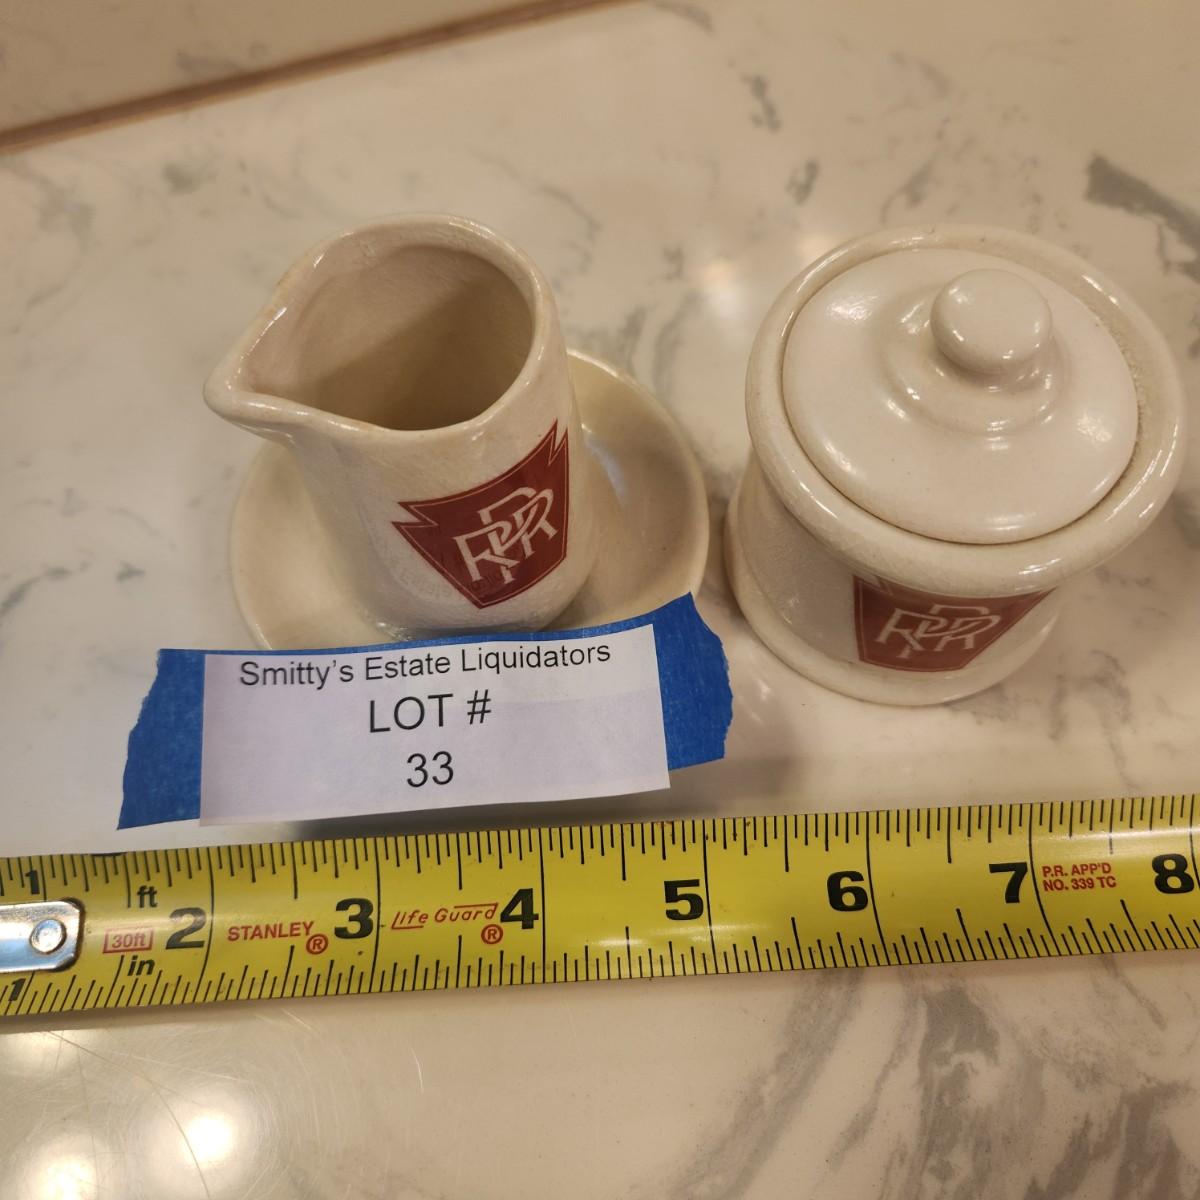 PRR
PRR
Smitty's Estate Liquidators
LOT #
33
1 ft 2 3 4 5 6 7 8
30ft STANLEY® Life Guard® P.R. APP'D
NO. 339 TC
in
1